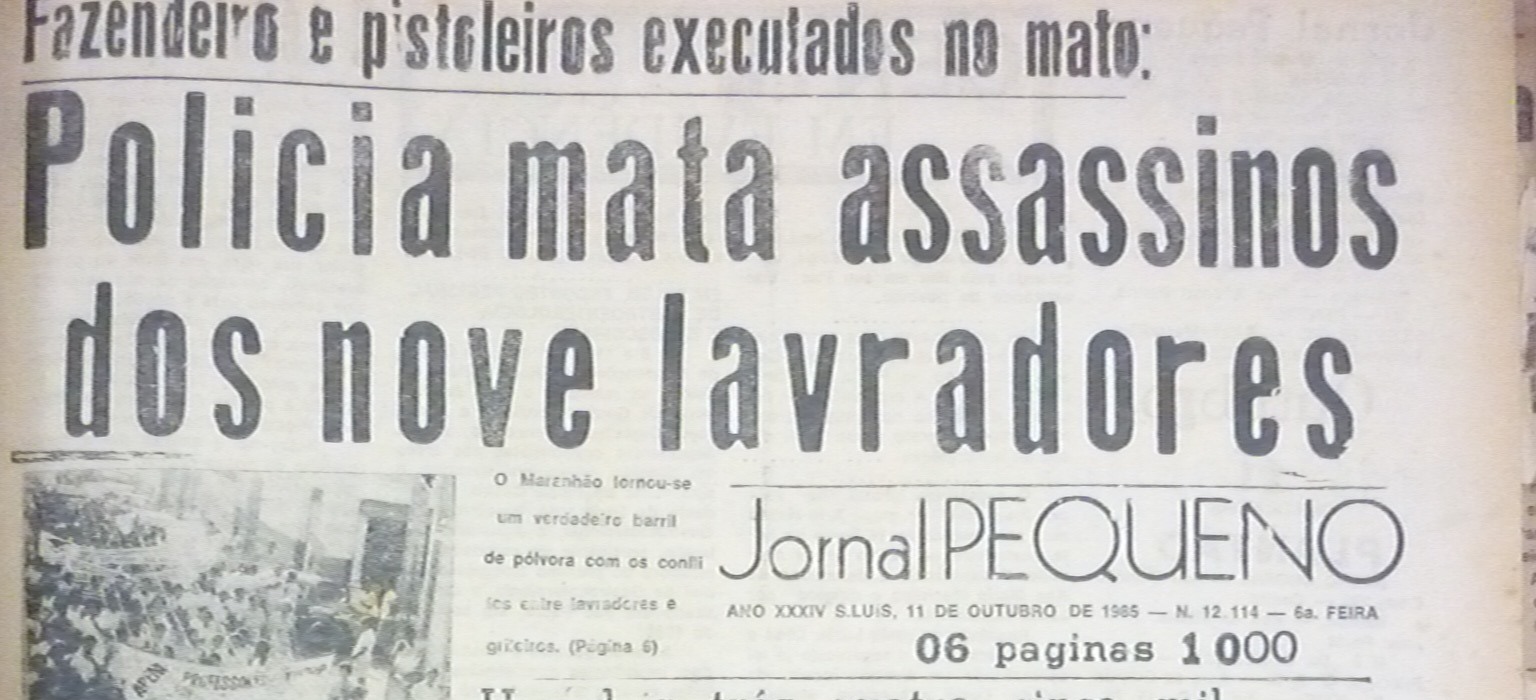 Fazendeiro e pistoleiros executados no mato:
Policia mata assassinos
dos nove lavradores
O Maranhão tornou-se
um verdadeiro barril
de pólvora com os confli
tos entre lavradores e
grileiros. (Página 6)
Jornal PEQUENO
ANO XXXIV S.LUIS, 11 DE OUTUBRO DE 1985 — N. 12.114 — 6a. FEIRA
06 paginas 1 000
PROFESSORES